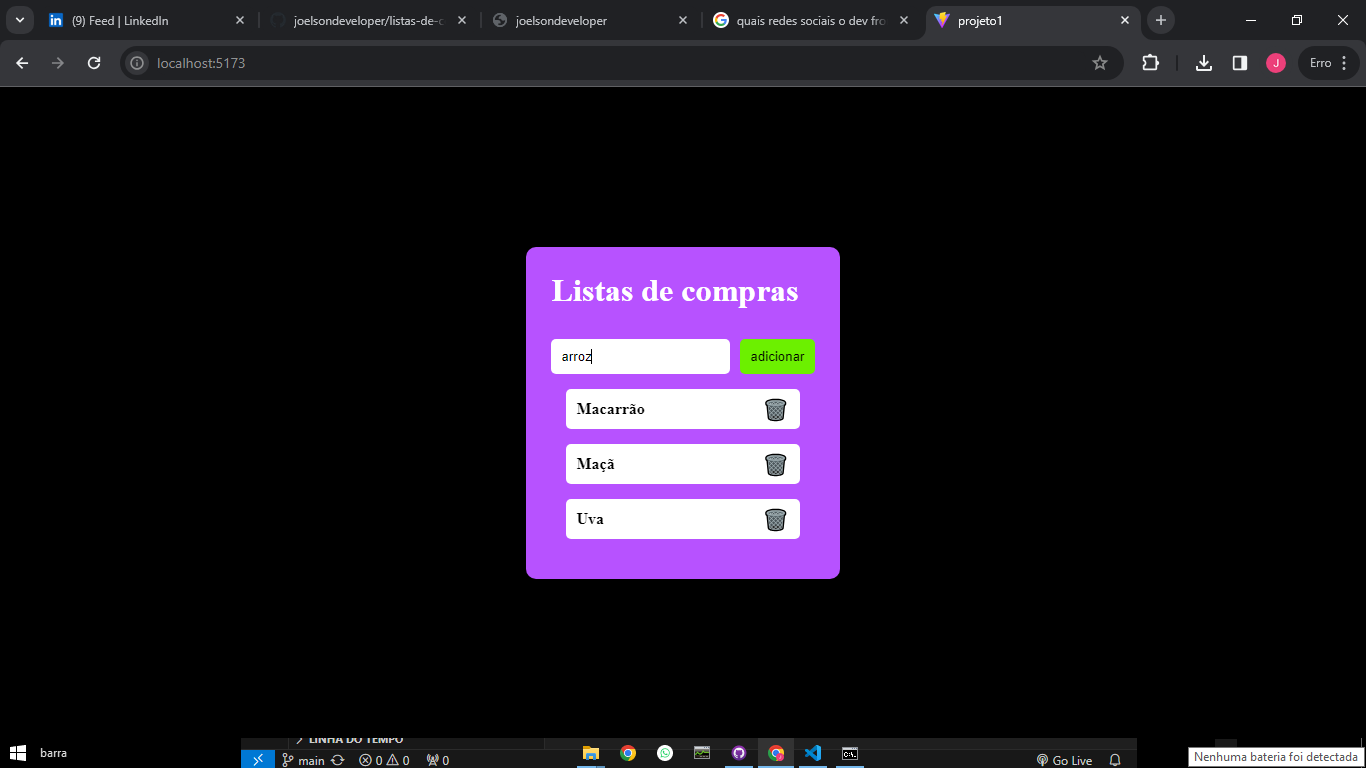 (9) Feed | LinkedIn
joelsondeveloper/listas-de-c
joelsondeveloper
quais redes sociais o dev fro
projeto1
localhost:5173
J
Erro
Listas de compras
arroz
adicionar
Macarrão
Maçã
Uva
LINHA DO TEMPO
barra
main
0
0
0
Go Live
Nenhuma bateria foi detectada